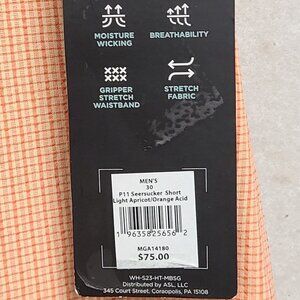 MOISTURE
WICKING
BREATHABILITY
GRIPPER
STRETCH
WAISTBAND
STRETCH
FABRIC
MEN'S
30
P11 Seersucker Short
Light Apricot/Orange Acid
1 96358 25656 2
MGA14180
$75.00
WH-S23-HT-MBSG
Distributed by ASL, LLC
345 Court Street, Coraopolis, PA 15108